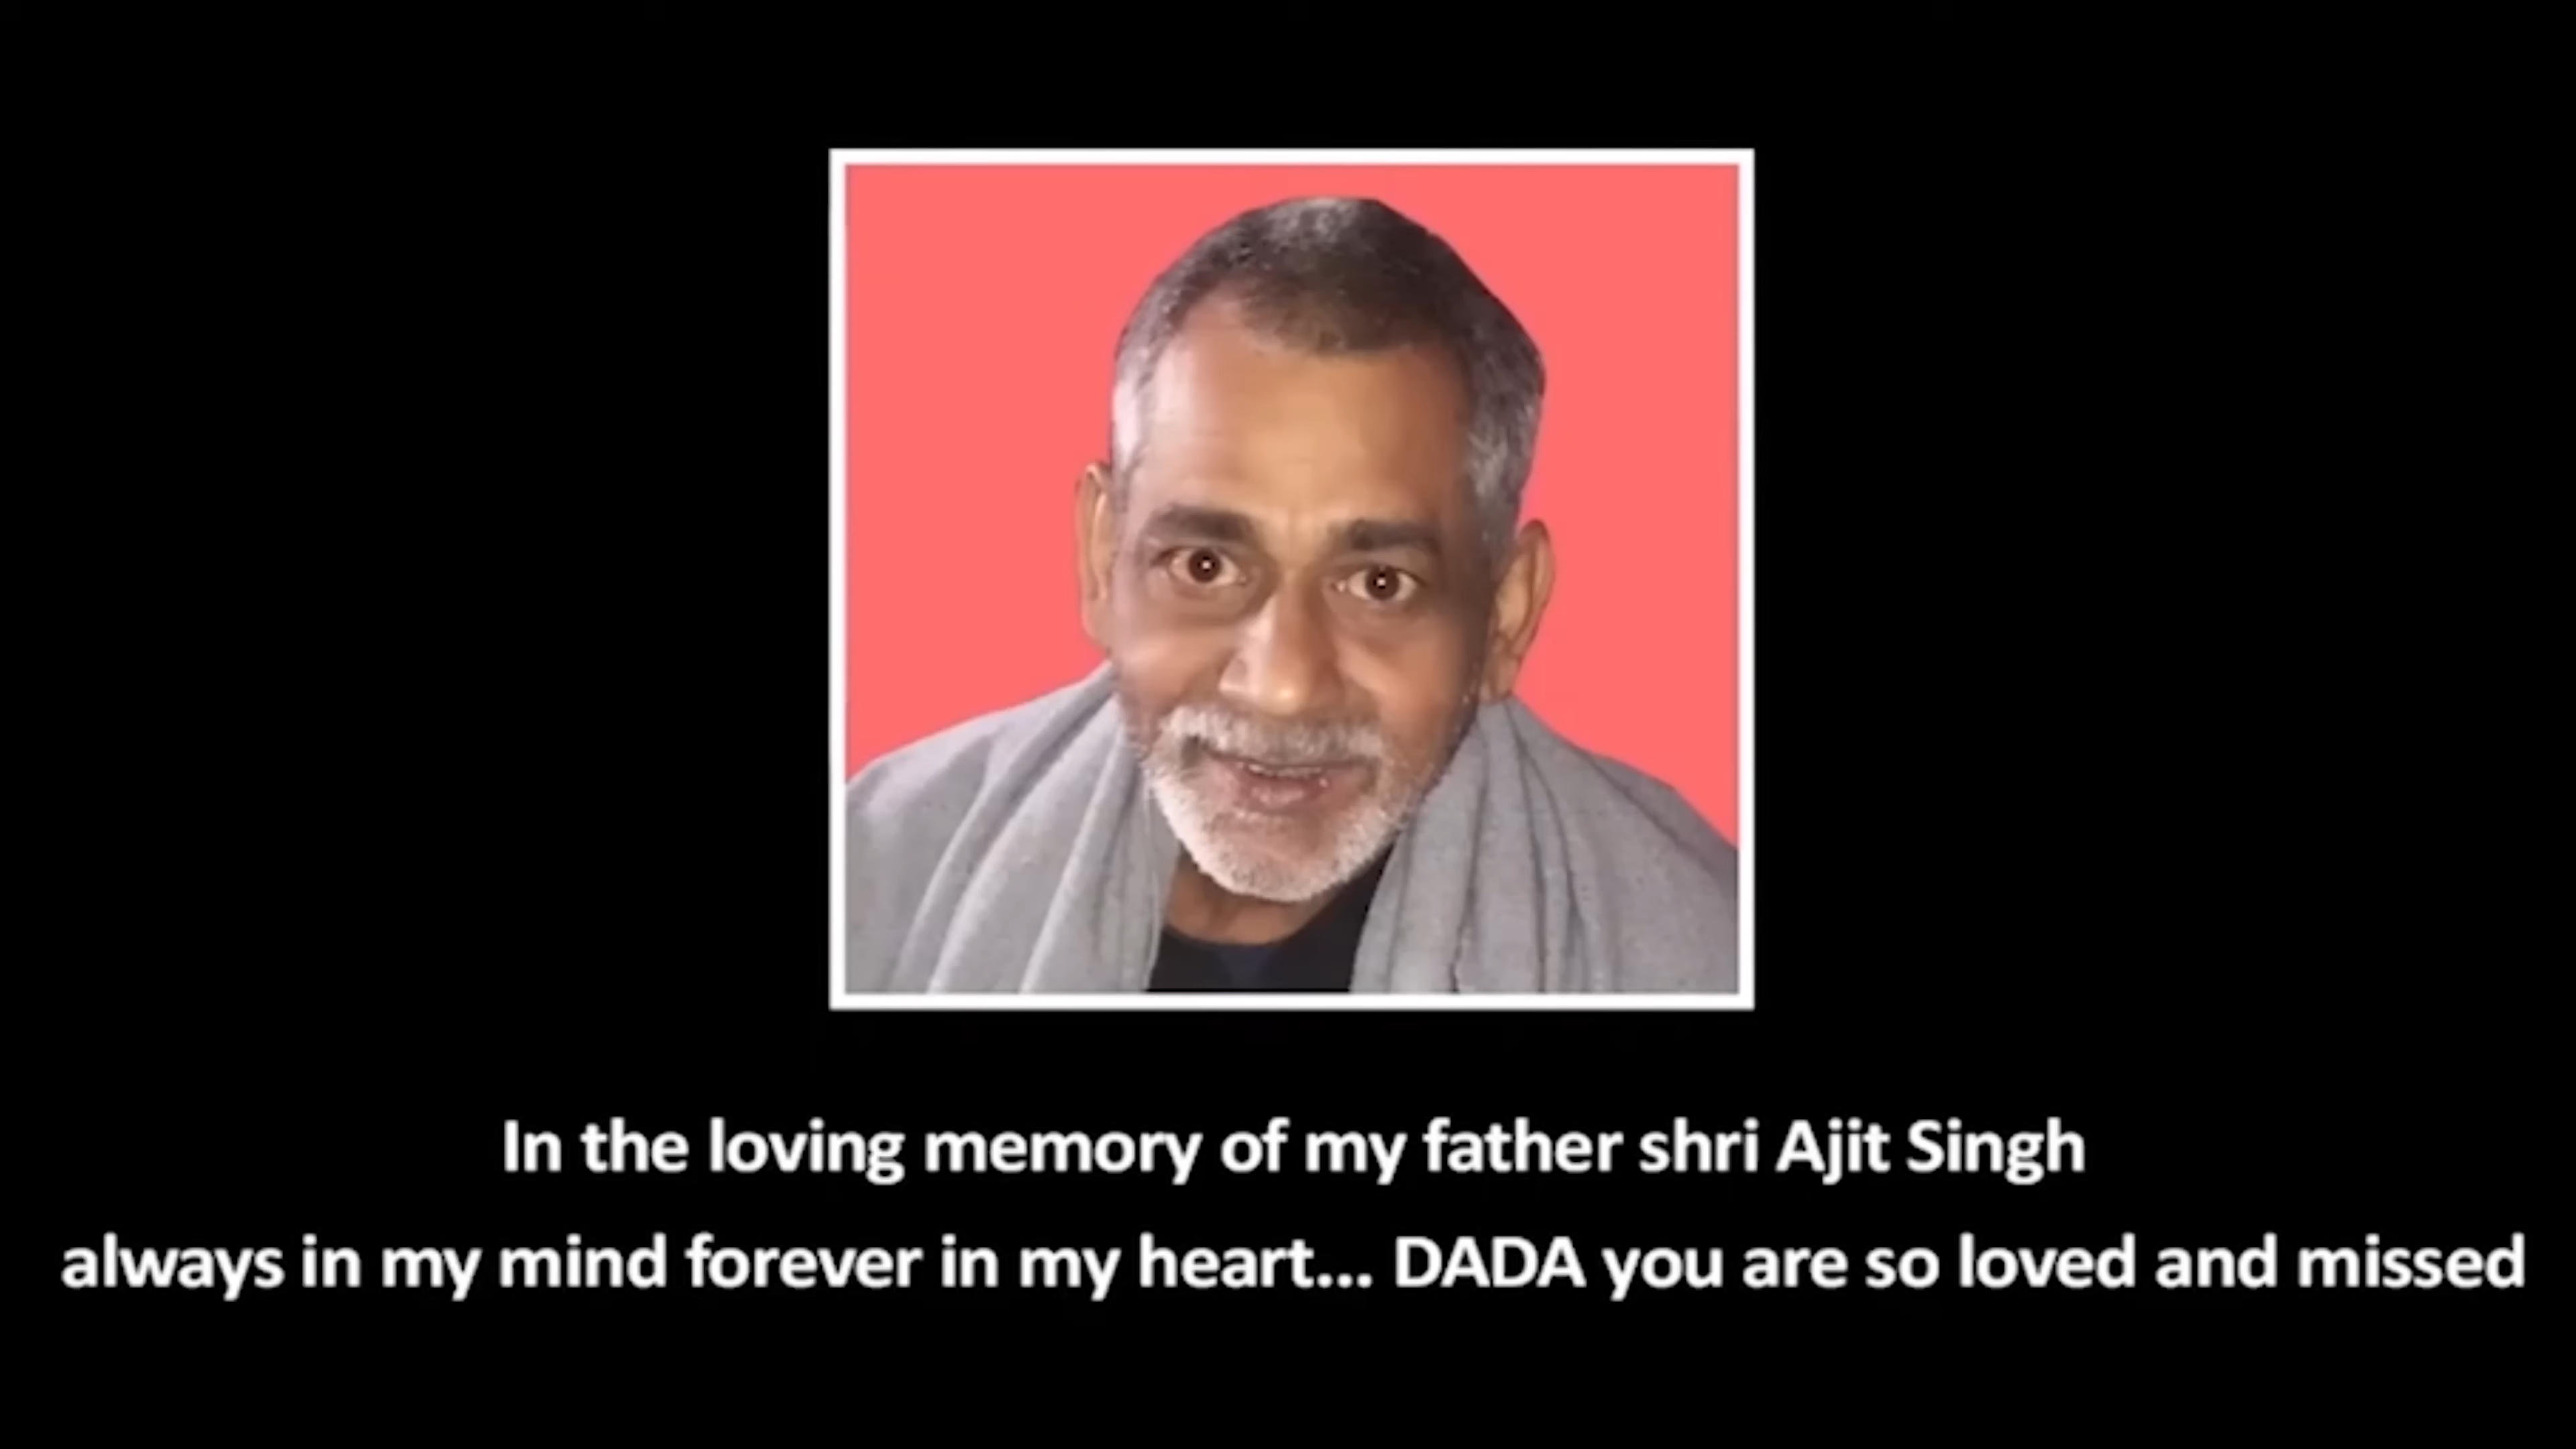 In the loving memory of my father shri Ajit Singh
always in my mind forever in my heart... DADA you are so loved and missed